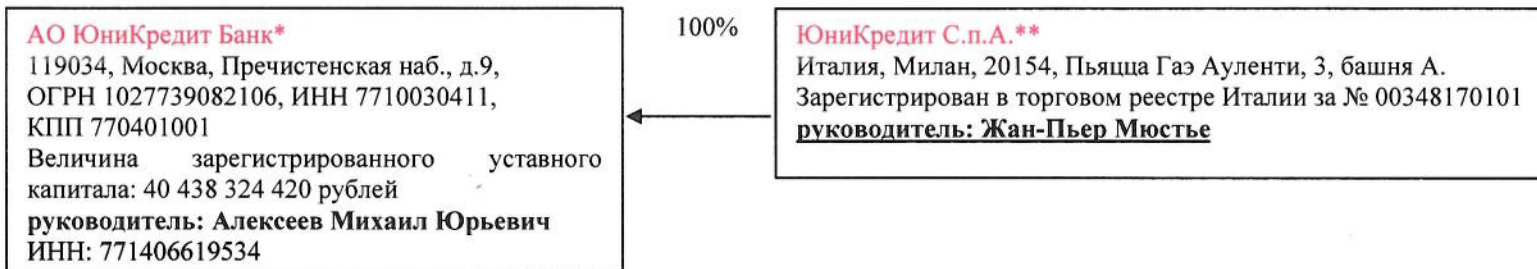 АО ЮниКредит Банк*
119034, Москва, Пречистенская наб., д.9,
ОГРН 1027739082106, ИНН 7710030411,
КПП 770401001
Величина зарегистрированного уставного
капитала: 40 438 324 420 рублей
руководитель: Алексеев Михаил Юрьевич
ИНН: 771406619534
100%
ЮниКредит С.п.А.**
Италия, Милан, 20154, Пьяцца Гаэ Ауленти, 3, башня А.
Зарегистрирован в торговом реестре Италии за № 00348170101
руководитель: Жан-Пьер Мюстье